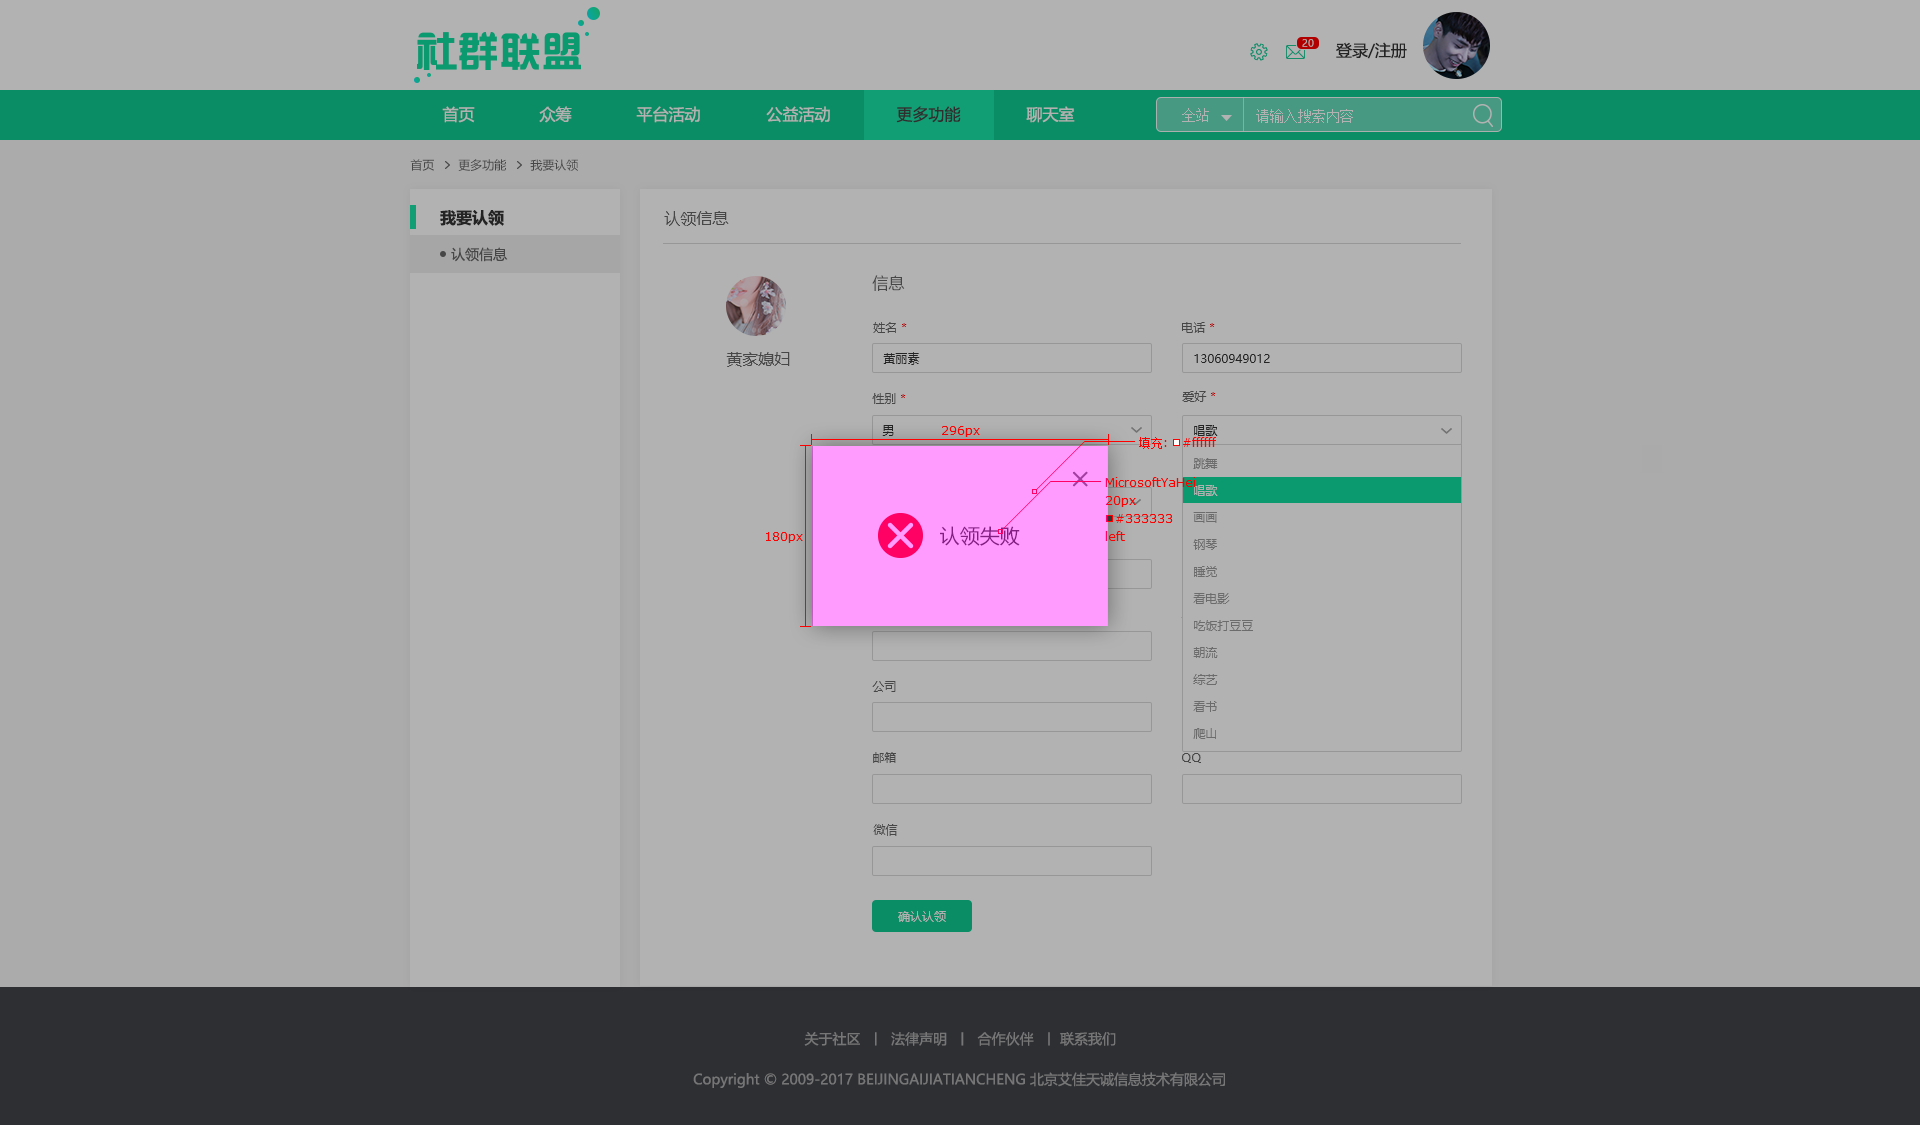 社群联盟
20
登录/注册
首页
众筹
平台活动
公益活动
更多功能
聊天室
全站
请输入搜索内容
首页 > 更多功能 > 我要认领
我要认领
• 认领信息
认领信息
黄家媳妇
信息
姓名 *
黄丽素
电话 *
13060949012
性别 *
男
爱好 *
唱歌
296px
填充：#ffffff
180px
认领失败
MicrosoftYaHei
20px
#333333
left
跳舞
唱歌
画画
钢琴
睡觉
看电影
吃饭打豆豆
朝流
综艺
看书
爬山
公司
邮箱
QQ
微信
确认认领
关于社区 | 法律声明 | 合作伙伴 | 联系我们
Copyright © 2009-2017 BEIJINGAIJIATIANCHENG 北京艾佳天诚信息技术有限公司